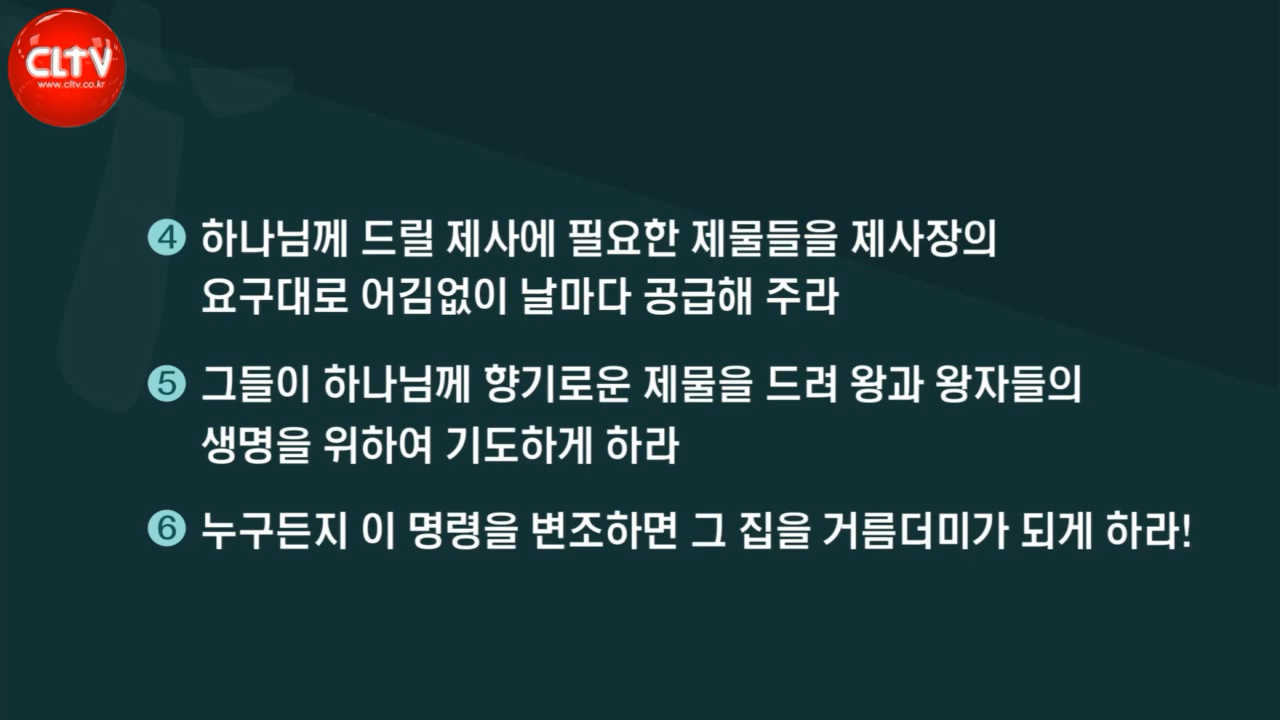 CLTV
www.cltv.co.kr
❹ 하나님께 드릴 제사에 필요한 제물들을 제사장의
요구대로 어김없이 날마다 공급해 주라
❺ 그들이 하나님께 향기로운 제물을 드려 왕과 왕자들의
생명을 위하여 기도하게 하라
❻ 누구든지 이 명령을 변조하면 그 집을 거름더미가 되게 하라!